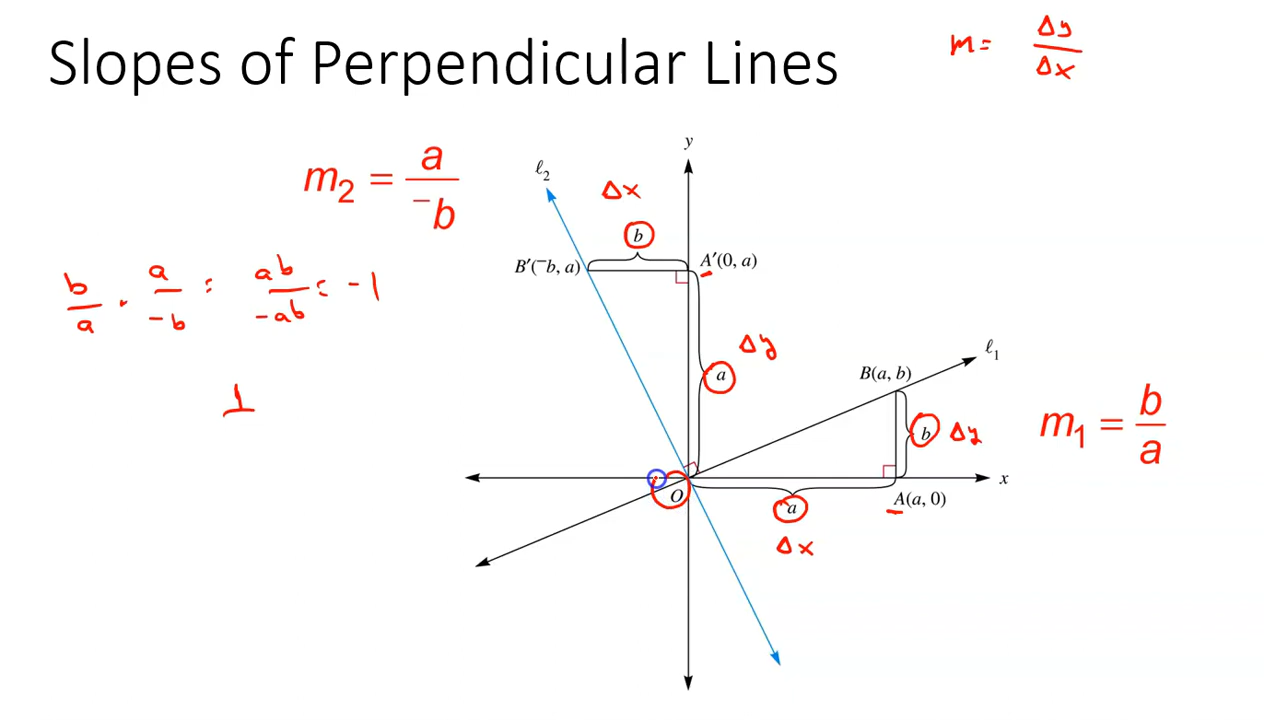 Slopes of Perpendicular Lines
m = Δy / Δx
m₂ = a / ⁻b
b/a · a/-b = ab/-ab = -1
⊥
y
ℓ₂
Δx
b
B′(⁻b, a)
A′(0, a)
Δy
a
ℓ₁
B(a, b)
b Δy
m₁ = b / a
x
O
a
A(a, 0)
Δx